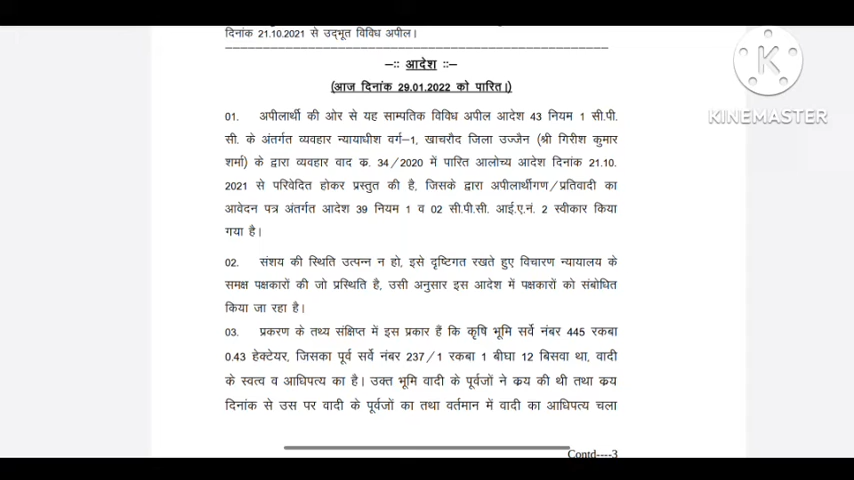 दिनांक 21.10.2021 से उद्भूत विविध अपील।
–:: आदेश ::–
(आज दिनांक 29.01.2022 को पारित।)
KINEMASTER
01. अपीलार्थी की ओर से यह साम्पतिक विविध अपील आदेश 43 नियम 1 सी.पी.
सी. के अंतर्गत व्यवहार न्यायाधीश वर्ग–1, खाचरौद जिला उज्जैन (श्री गिरीश कुमार
शर्मा) के द्वारा व्यवहार वाद क्र. 34/2020 में पारित आलोच्य आदेश दिनांक 21.10.
2021 से परिवेदित होकर प्रस्तुत की है, जिसके द्वारा अपीलार्थीगण/प्रतिवादी का
आवेदन पत्र अंतर्गत आदेश 39 नियम 1 व 02 सी.पी.सी. आई.ए.नं. 2 स्वीकार किया
गया है।
02. संशय की स्थिति उत्पन्न न हो, इसे दृष्टिगत रखते हुए विचारण न्यायालय के
समक्ष पक्षकारों की जो प्रस्थिति है, उसी अनुसार इस आदेश में पक्षकारों को संबोधित
किया जा रहा है।
03. प्रकरण के तथ्य संक्षिप्त में इस प्रकार हैं कि कृषि भूमि सर्वे नंबर 445 रकबा
0.43 हेक्टेयर, जिसका पूर्व सर्वे नंबर 237/1 रकबा 1 बीघा 12 बिसवा था, वादी
के स्वत्व व आधिपत्य का है। उक्त भूमि वादी के पूर्वजों ने क्रय की थी तथा क्रय
दिनांक से उस पर वादी के पूर्वजों का तथा वर्तमान में वादी का आधिपत्य चला
Contd----3